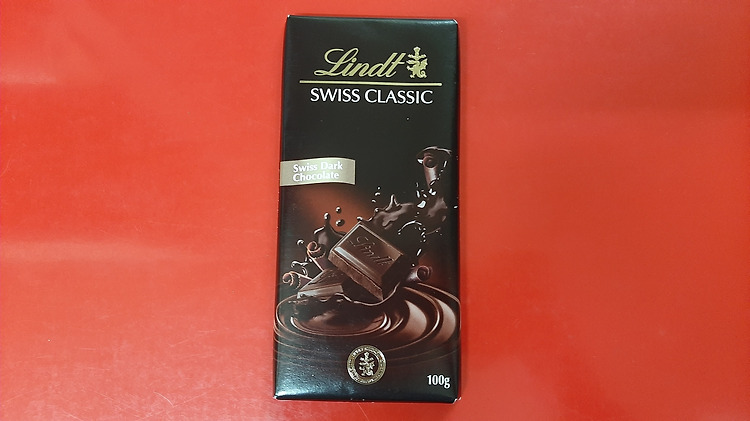 Lindt
SWISS CLASSIC
Swiss Dark
Chocolate
Lindt
100g